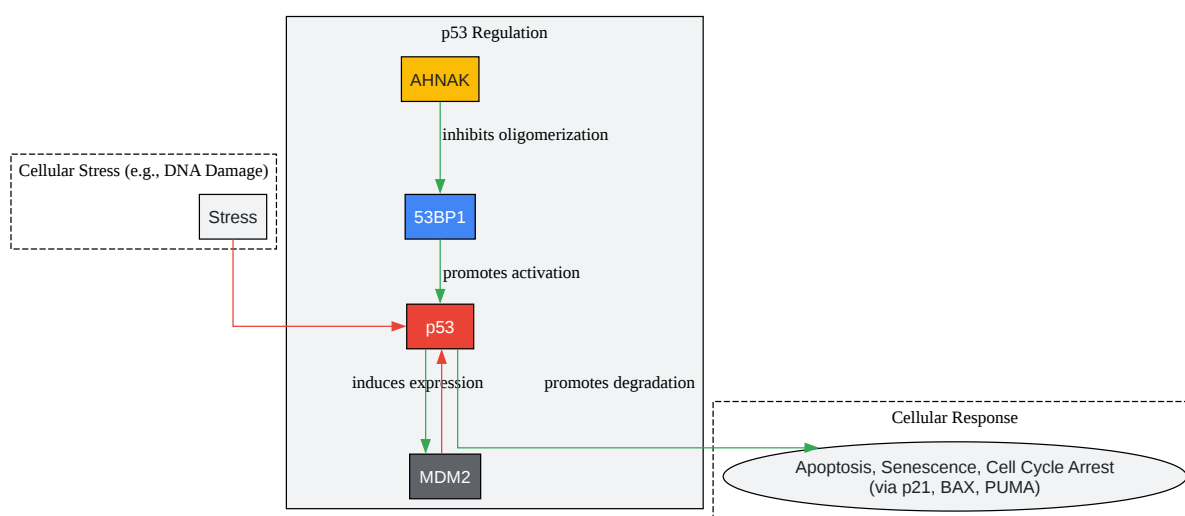 p53 Regulation
AHNAK
inhibits oligomerization
Cellular Stress (e.g., DNA Damage)
Stress
53BP1
promotes activation
p53
induces expression
promotes degradation
MDM2
Cellular Response
Apoptosis, Senescence, Cell Cycle Arrest
(via p21, BAX, PUMA)